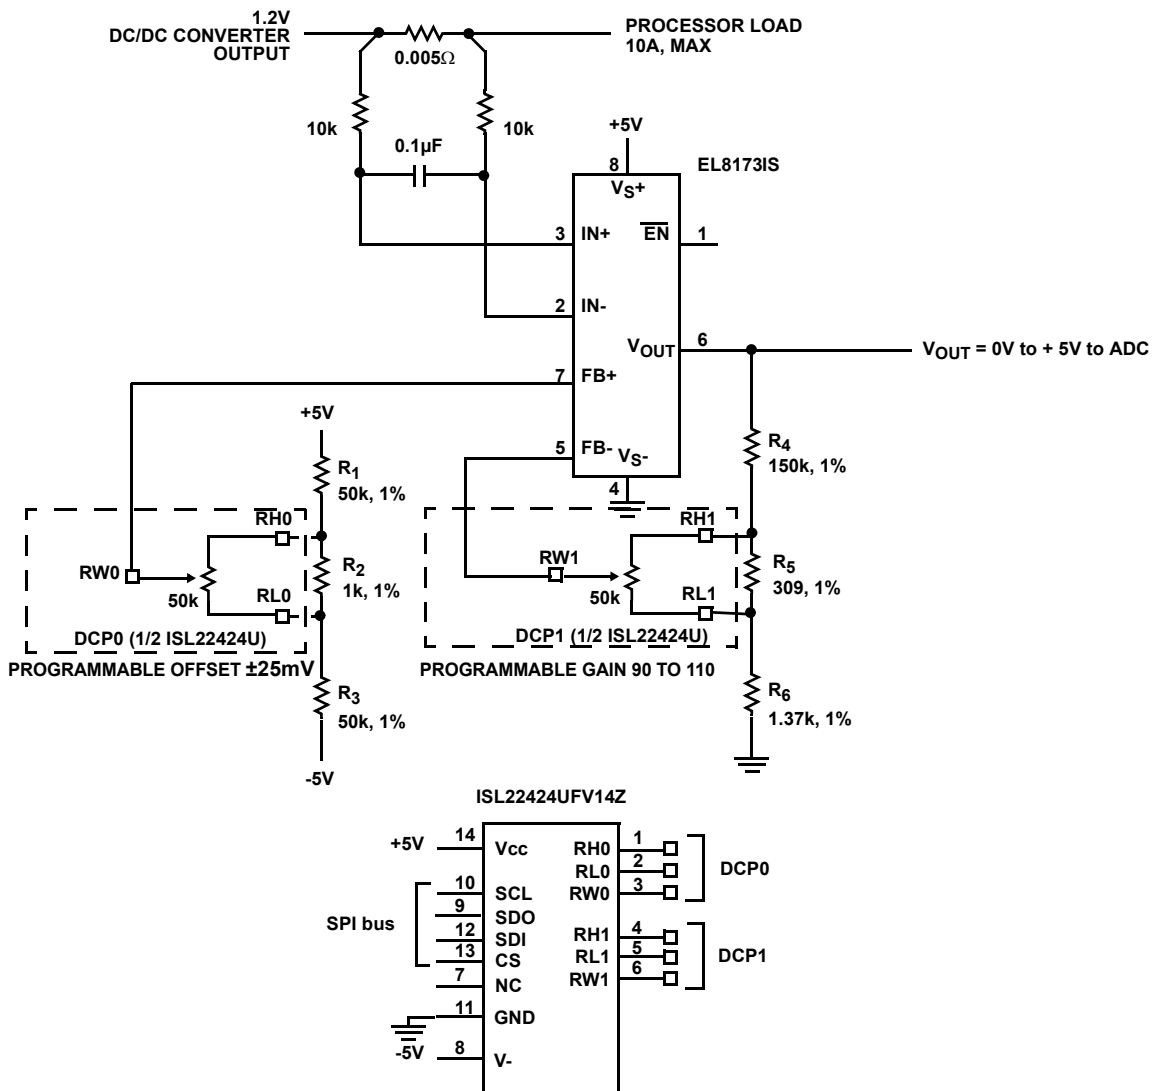 1.2V
DC/DC CONVERTER
OUTPUT
0.005Ω
PROCESSOR LOAD
10A, MAX
10k
10k
0.1µF
+5V
8
EL8173IS
VS+
3
IN+
EN
1
2
IN-
VOUT
6
VOUT = 0V to + 5V to ADC
7
FB+
5
FB-
VS-
4
+5V
R1
50k, 1%
R4
150k, 1%
RH0
RW0
50k
RL0
R2
1k, 1%
DCP0 (1/2 ISL22424U)
PROGRAMMABLE OFFSET ±25mV
R3
50k, 1%
-5V
RH1
RW1
50k
RL1
R5
309, 1%
DCP1 (1/2 ISL22424U)
PROGRAMMABLE GAIN 90 TO 110
R6
1.37k, 1%
ISL22424UFV14Z
+5V
14
Vcc
RH0
1
RL0
2
RW0
3
DCP0
SPI bus
10
SCL
9
SDO
12
SDI
13
CS
RH1
4
RL1
5
RW1
6
DCP1
7
NC
11
GND
-5V
8
V-